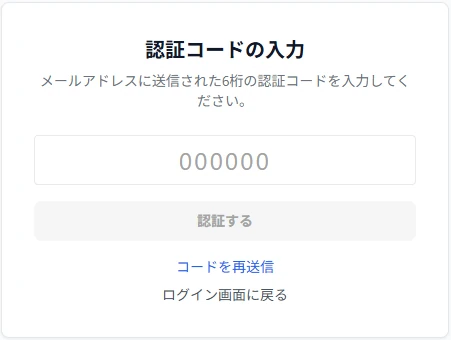 認証コードの入力
メールアドレスに送信された6桁の認証コードを入力してく
ださい。
000000
認証する
コードを再送信
ログイン画面に戻る